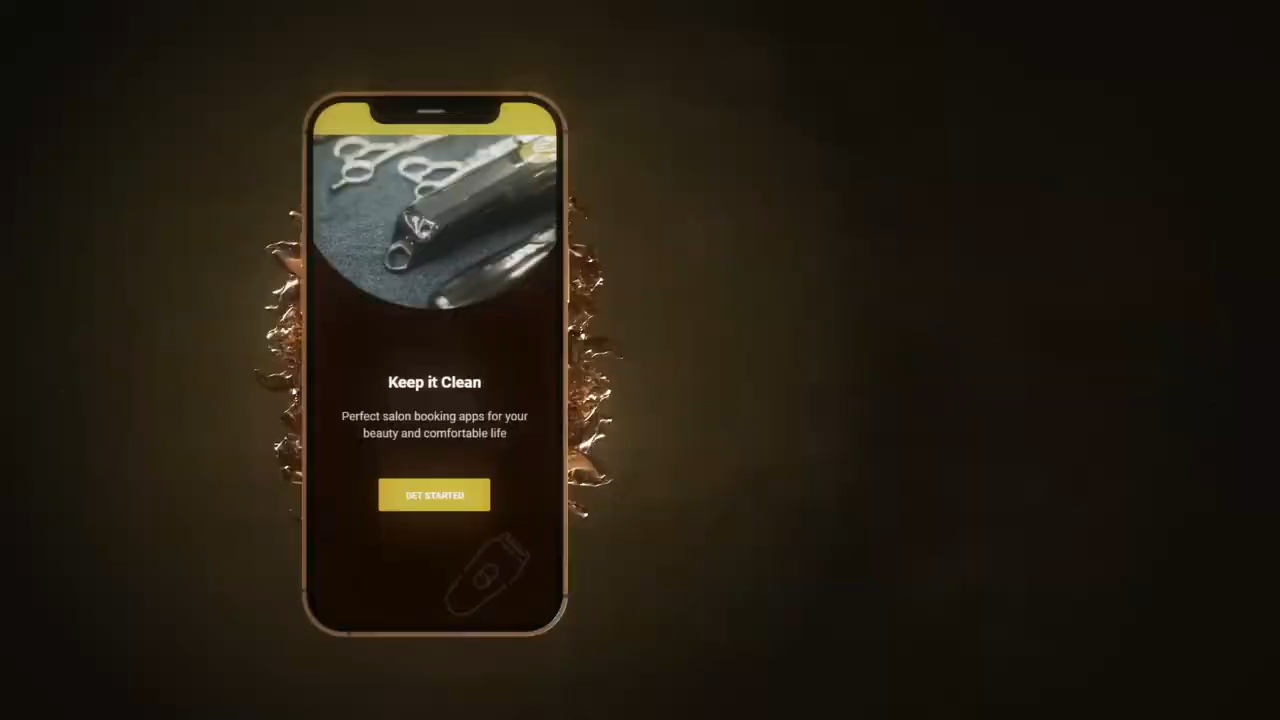 Keep it Clean
Perfect salon booking apps for your
beauty and comfortable life
GET STARTED